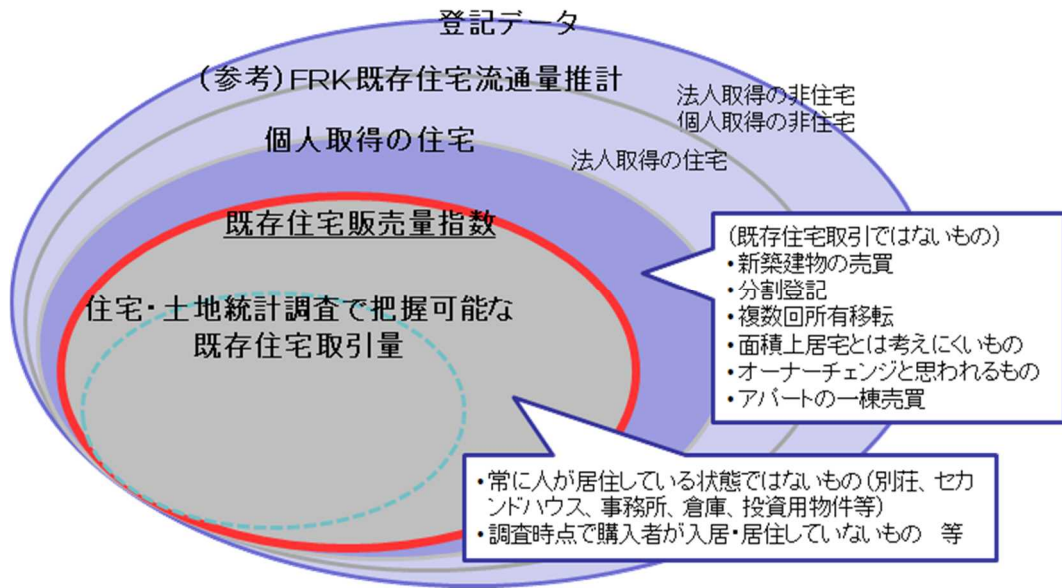 登記データ
(参考)FRK既存住宅流通量推計
法人取得の非住宅
個人取得の非住宅
個人取得の住宅
法人取得の住宅
既存住宅販売量指数
住宅・土地統計調査で把握可能な
既存住宅取引量
(既存住宅取引ではないもの)
・新築建物の売買
・分割登記
・複数回所有移転
・面積上居宅とは考えにくいもの
・オーナーチェンジと思われるもの
・アパートの一棟売買
・常に人が居住している状態ではないもの(別荘、セカ
ンドハウス、事務所、倉庫、投資用物件等)
・調査時点で購入者が入居・居住していないもの 等